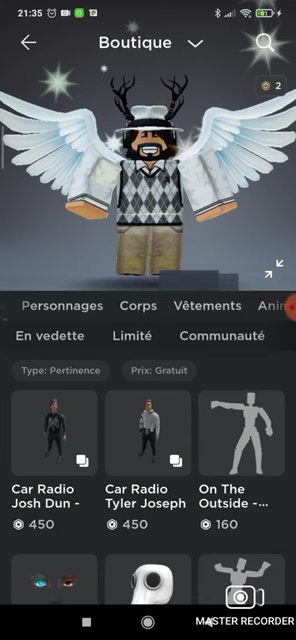 21:35
Boutique
2
Personnages Corps Vêtements Anim
En vedette Limité Communauté
Type: Pertinence Prix: Gratuit
Car Radio Josh Dun -
450
Car Radio Tyler Joseph
450
On The Outside -...
160
MASTER RECORDER